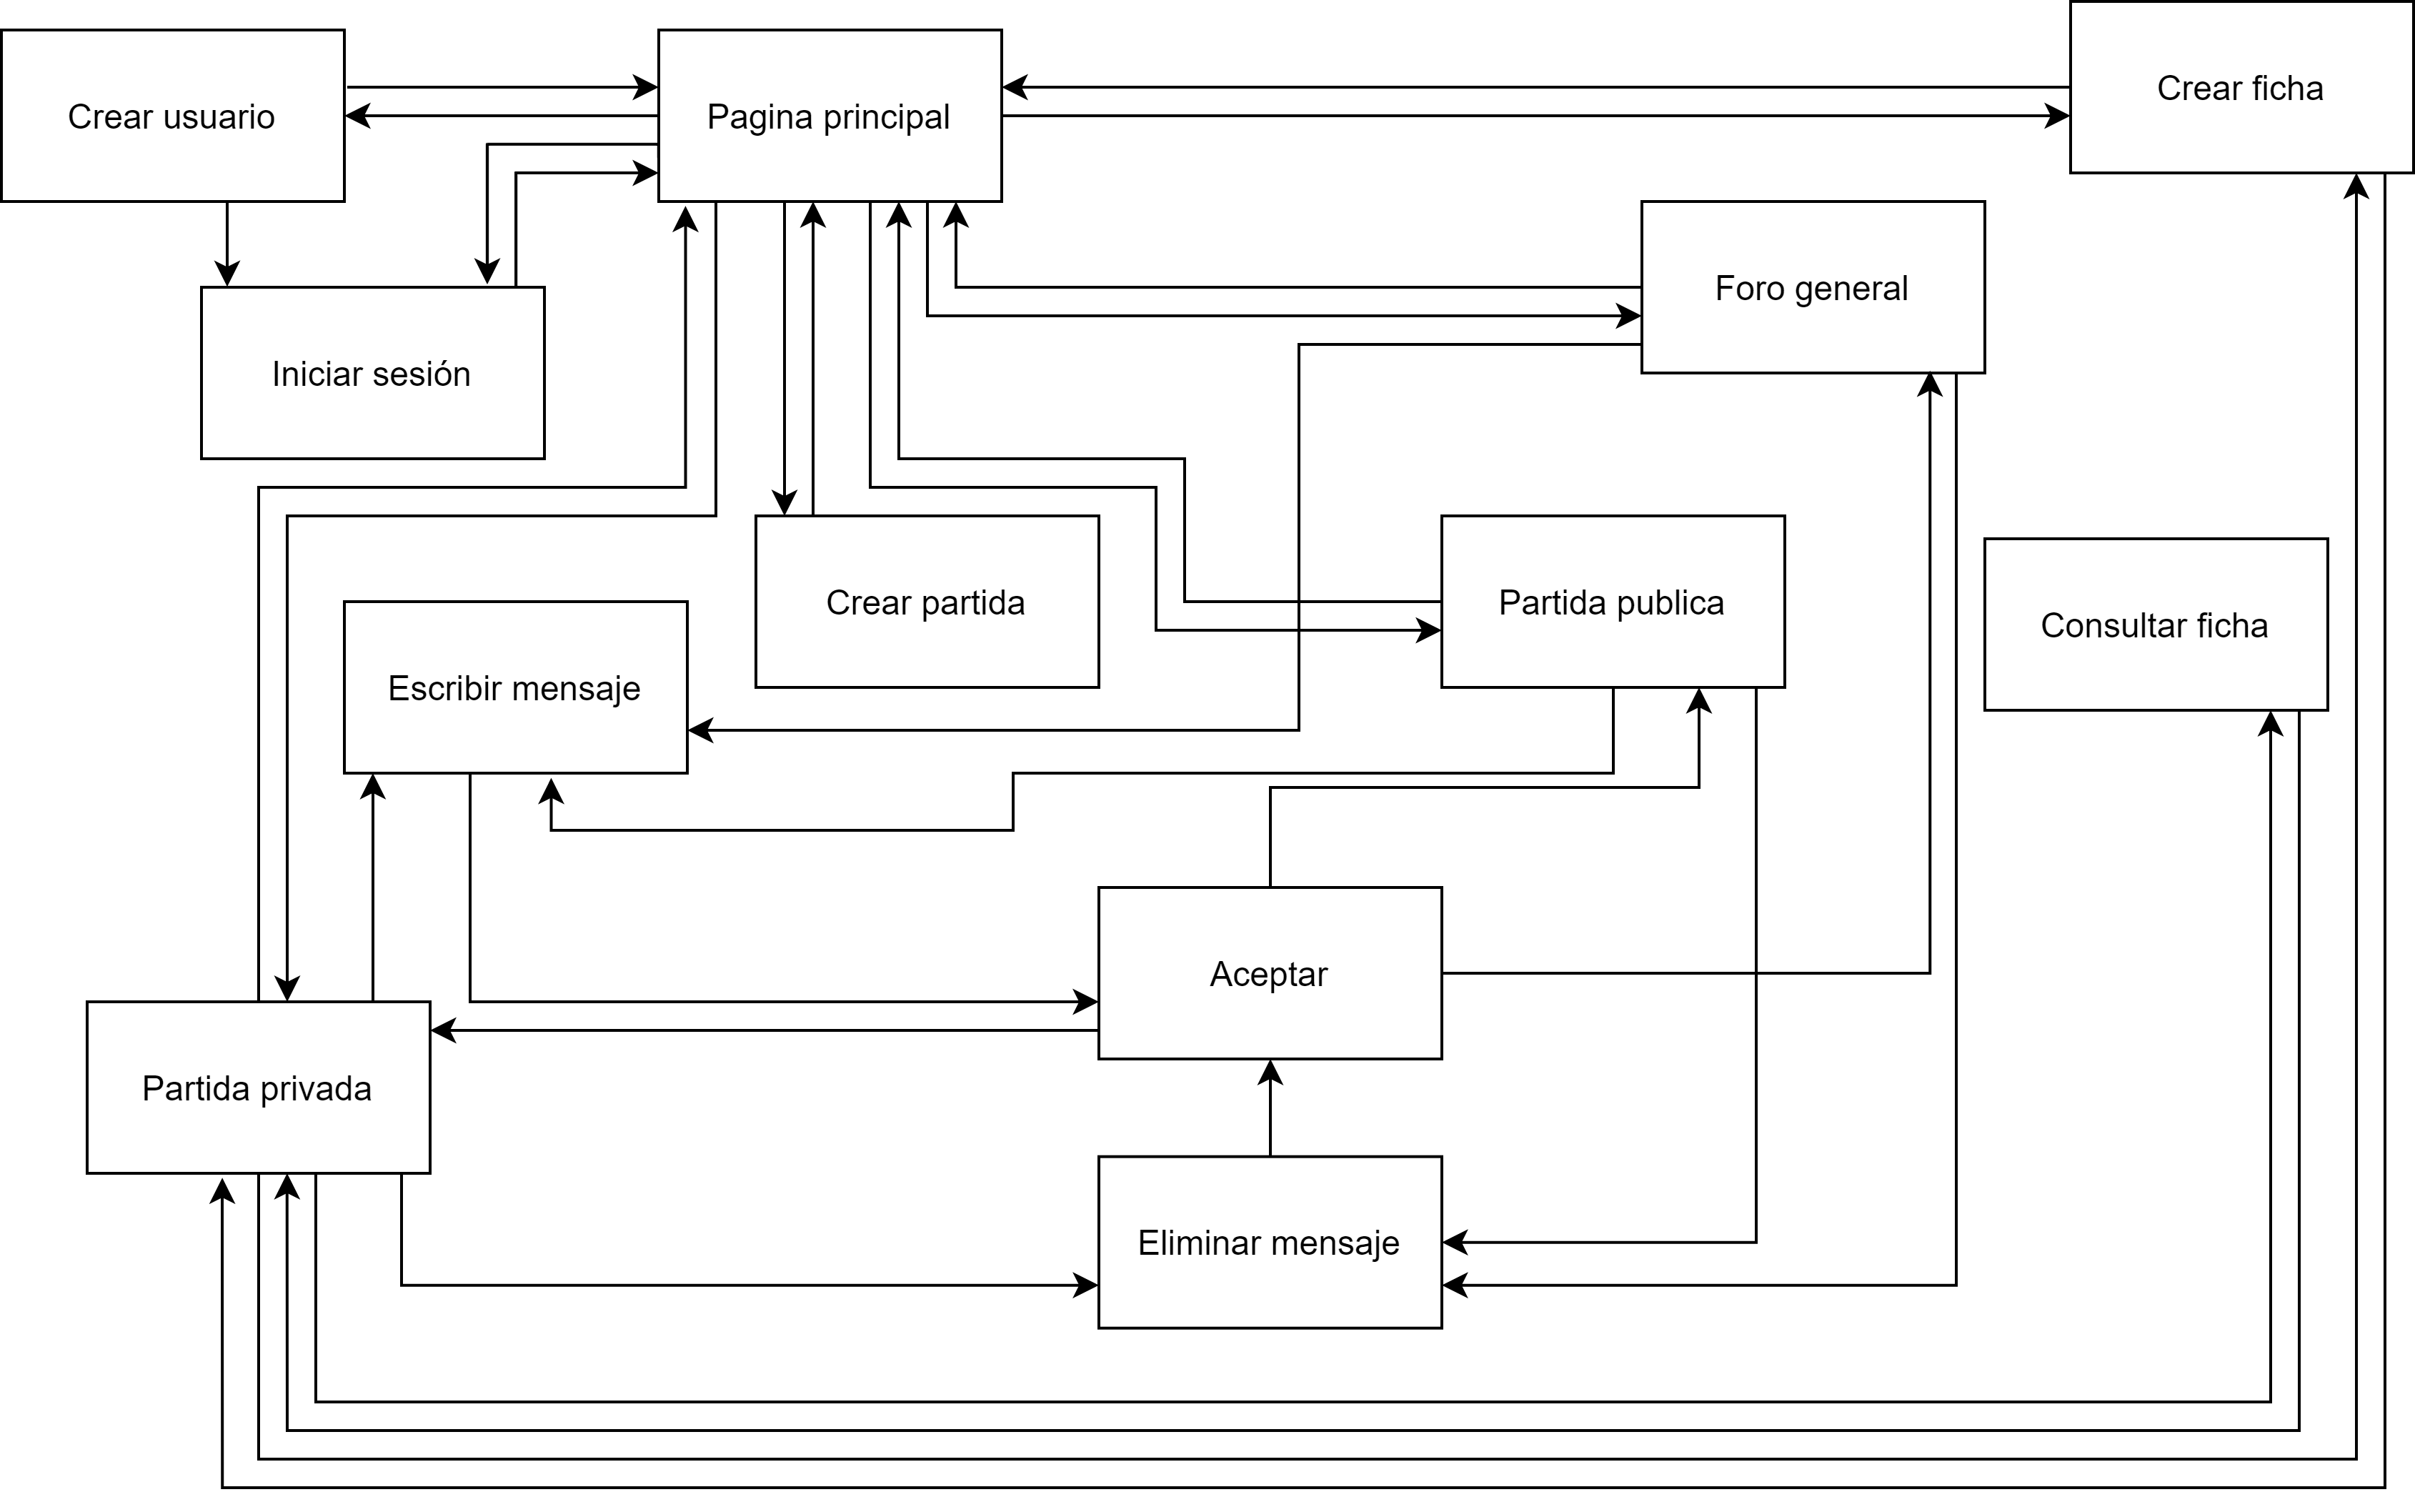 Crear usuario
Pagina principal
Crear ficha
Foro general
Iniciar sesión
Crear partida
Partida publica
Consultar ficha
Escribir mensaje
Aceptar
Partida privada
Eliminar mensaje